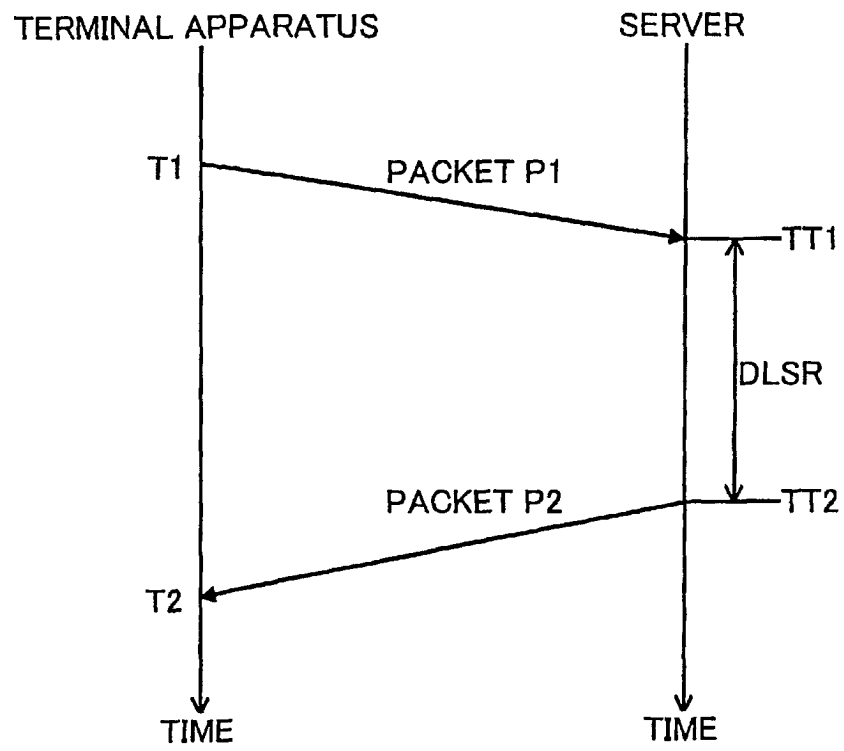 TERMINAL APPARATUS
SERVER
T1
PACKET P1
TT1
DLSR
PACKET P2
TT2
T2
TIME
TIME